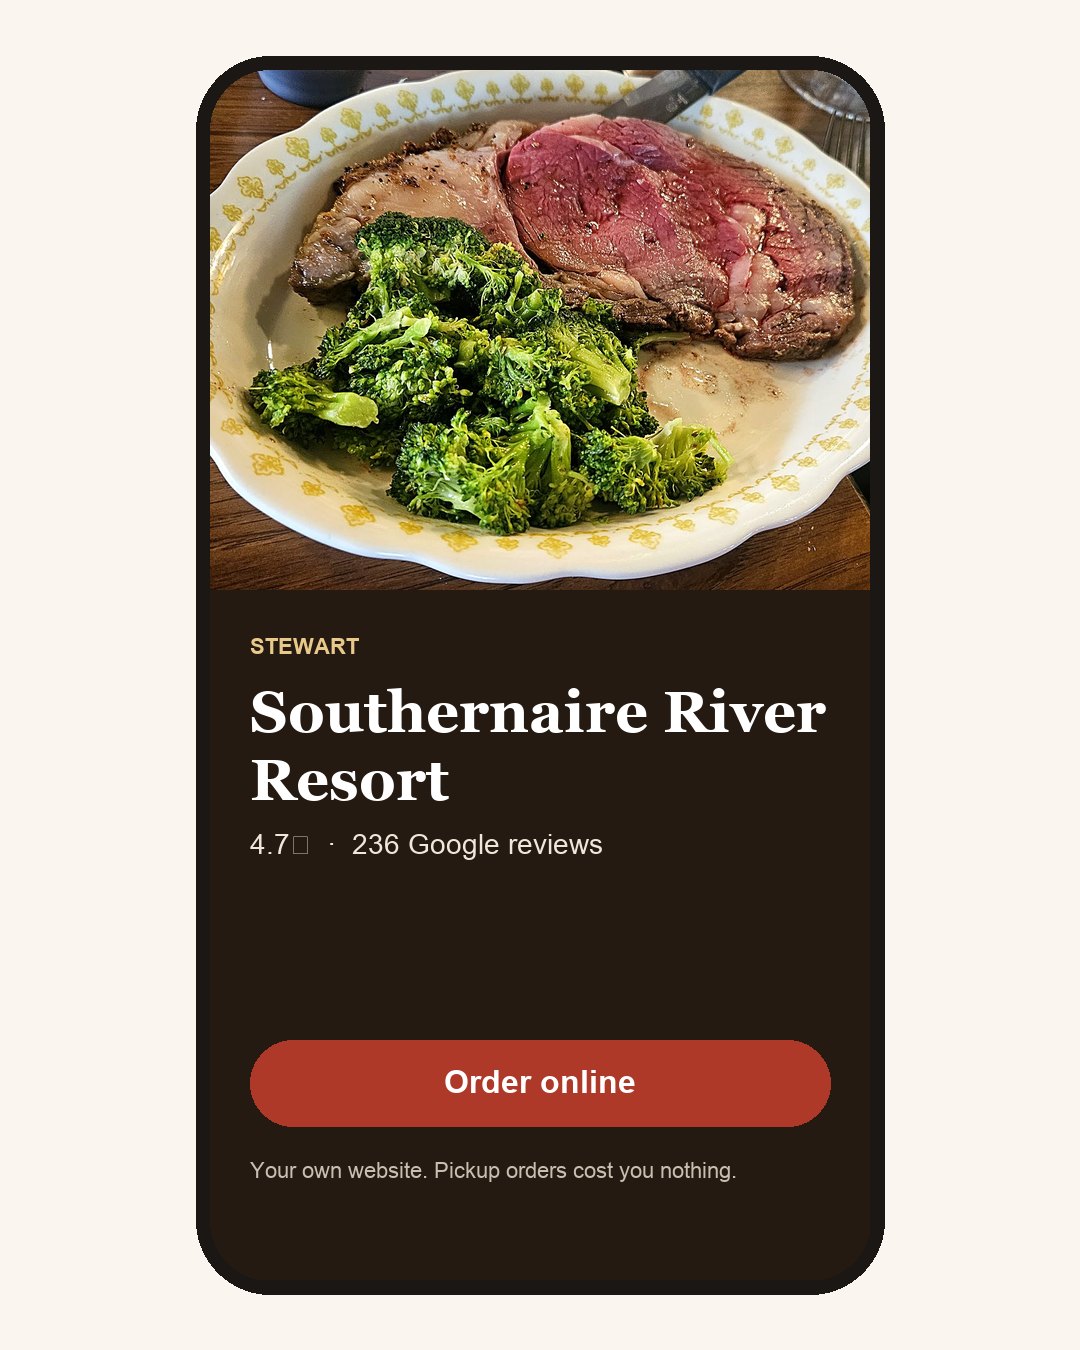 STEWART
Southernaire River
Resort
4.7□ · 236 Google reviews
Order online
Your own website. Pickup orders cost you nothing.